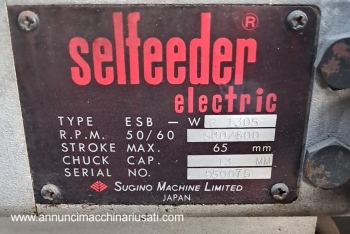 selfeeder ®
electric
TYPE ESB - W
R.P.M. 50/60
STROKE MAX. 65 mm
CHUCK CAP. 13 MM
SERIAL NO.
SUGINO MACHINE LIMITED
JAPAN
www.annuncimacchinariusati.com